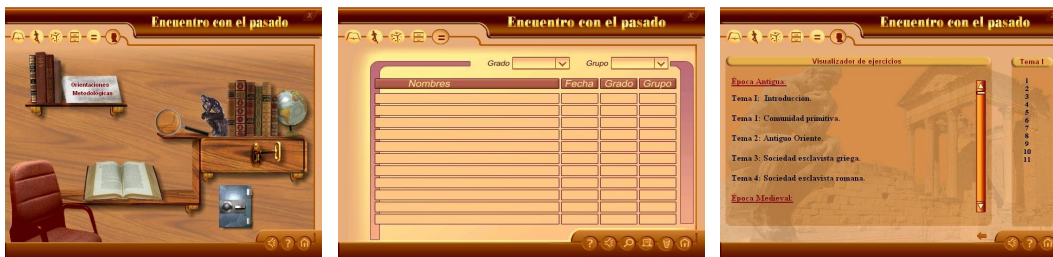 Encuentro con el pasado
x
Orientaciones
Metodológicas
Encuentro con el pasado
x
Grado
Grupo
Nombres Fecha Grado Grupo
Encuentro con el pasado
x
Visualizador de ejercicios
Tema I
Época Antigua:
Tema I: Introduccion.
Tema 1: Comunidad primitiva.
Tema 2: Antiguo Oriente.
Tema 3: Sociedad esclavista griega.
Tema 4: Sociedad esclavista romana.
Época Medieval:
1
2
3
4
5
6
7
8
9
10
11